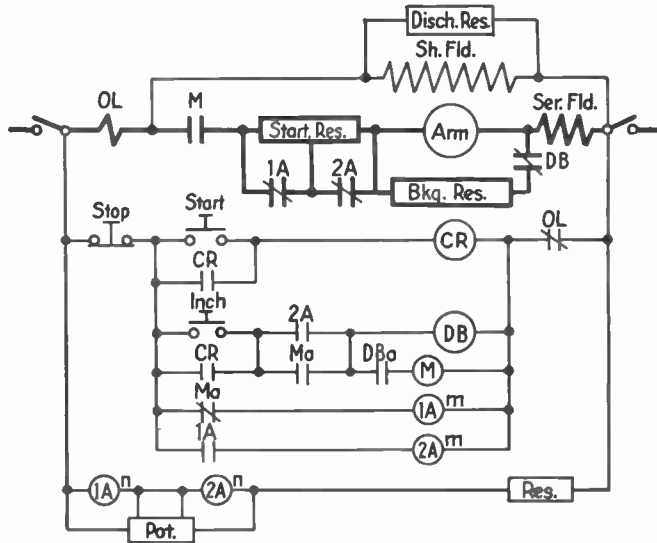 Disch. Res.
Sh. Fld.
OL
M
Start. Res.
Arm
Ser. Fld.
1A
2A
Bkg. Res.
DB
Stop
Start
CR
OL
CR
Inch
2A
DB
CR
Ma
DBa
M
Ma
1A m
1A
2A m
1A n
2A n
Res.
Pot.